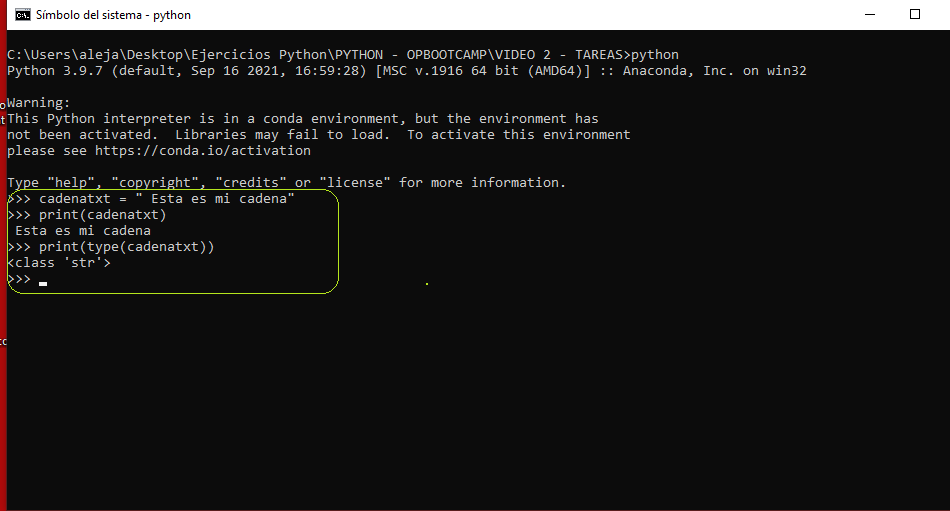 Símbolo del sistema - python
C:\Users\aleja\Desktop\Ejercicios Python\PYTHON - OPBOOTCAMP\VIDEO 2 - TAREAS>python
Python 3.9.7 (default, Sep 16 2021, 16:59:28) [MSC v.1916 64 bit (AMD64)] :: Anaconda, Inc. on win32
Warning:
This Python interpreter is in a conda environment, but the environment has
not been activated.  Libraries may fail to load.  To activate this environment
please see https://conda.io/activation
Type "help", "copyright", "credits" or "license" for more information.
>>> cadenatxt = " Esta es mi cadena"
>>> print(cadenatxt)
 Esta es mi cadena
>>> print(type(cadenatxt))
<class 'str'>
>>>